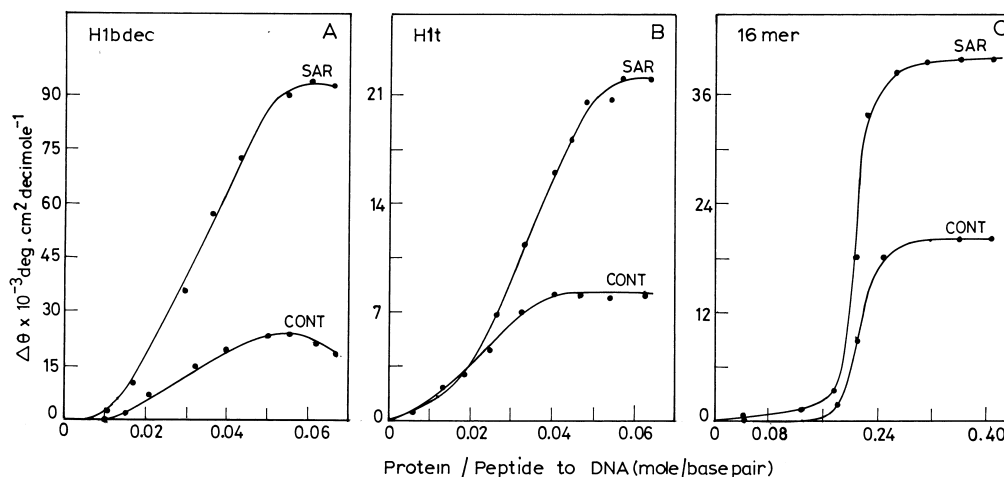 H1bdec A
SAR
CONT
90
75
60
45
30
15
0
0 0.02 0.04 0.06
Δθ x 10⁻³deg.cm² decimole⁻¹
H1t B
SAR
CONT
21
14
7
0
0 0.02 0.04 0.06
16 mer C
SAR
CONT
36
24
12
0
0.08 0.24 0.40
Protein / Peptide to DNA (mole/base pair)